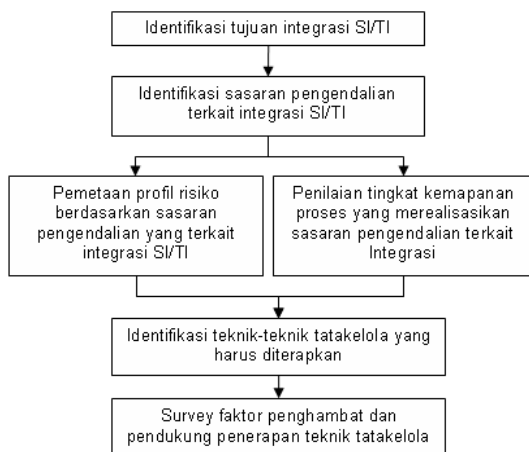 Identifikasi tujuan integrasi SI/TI
Identifikasi sasaran pengendalian
terkait integrasi SI/TI
Pemetaan profil risiko
berdasarkan sasaran
pengendalian yang terkait
integrasi SI/TI
Penilaian tingkat kemapanan
proses yang merealisasikan
sasaran pengendalian terkait
Integrasi
Identifikasi teknik-teknik tatakelola yang
harus diterapkan
Survey faktor penghambat dan
pendukung penerapan teknik tatakelola